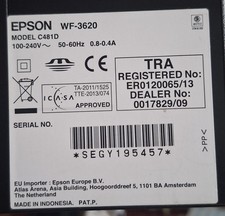 EPSON WF-3620
MODEL C481D
100-240V~ 50-60Hz 0.8-0.4A
TRA
REGISTERED No:
ER0120065/13
DEALER No:
0017829/09
TA-2011/1525
TTE-2013/074
ICASA
APPROVED
SERIAL NUMBER:
*SEGY195457*
>PP<
EU Importer : Epson Europe B.V.
Atlas Arena, Asia Building, Hoogoorddreef 5, 1101 BA Amsterdam
The Netherlands
MADE IN INDONESIA. PAT.P.